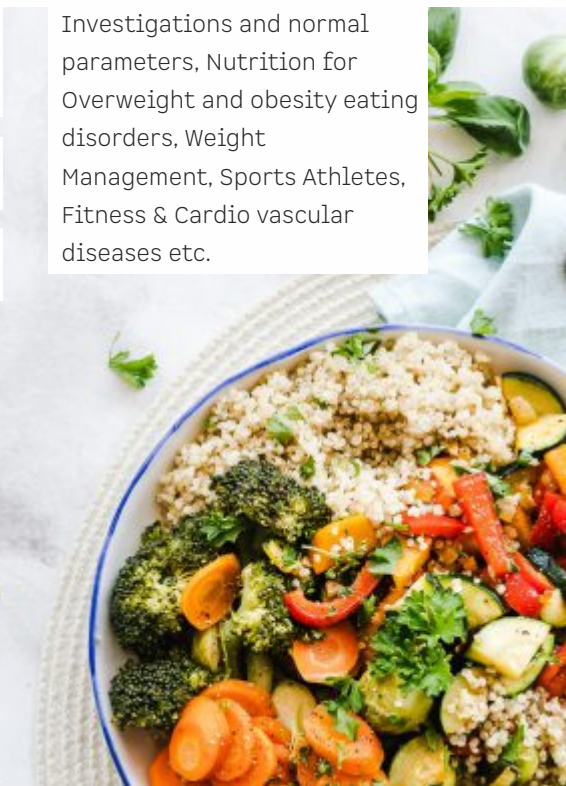 Investigations and normal
parameters, Nutrition for
Overweight and obesity eating
disorders, Weight
Management, Sports Athletes,
Fitness & Cardio vascular
diseases etc.